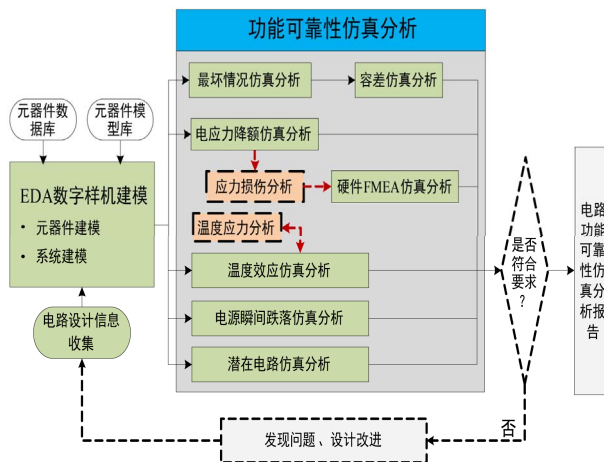 功能可靠性仿真分析
最坏情况仿真分析
容差仿真分析
元器件数
据库
元器件模
型库
电应力降额仿真分析
EDA数字样机建模
• 元器件建模
• 系统建模
应力损伤分析
硬件FMEA仿真分析
温度应力分析
温度效应仿真分析
是否
符合
要求
?
电路
功能
可靠
性仿
真分
析报
告
电路设计信息
收集
电源瞬间跌落仿真分析
潜在电路仿真分析
否
发现问题、设计改进